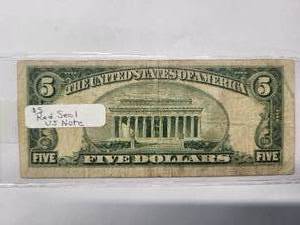 THE UNITED STATES OF AMERICA
5 5
$5
Red Seal
US Note
FIVE FIVE DOLLARS FIVE